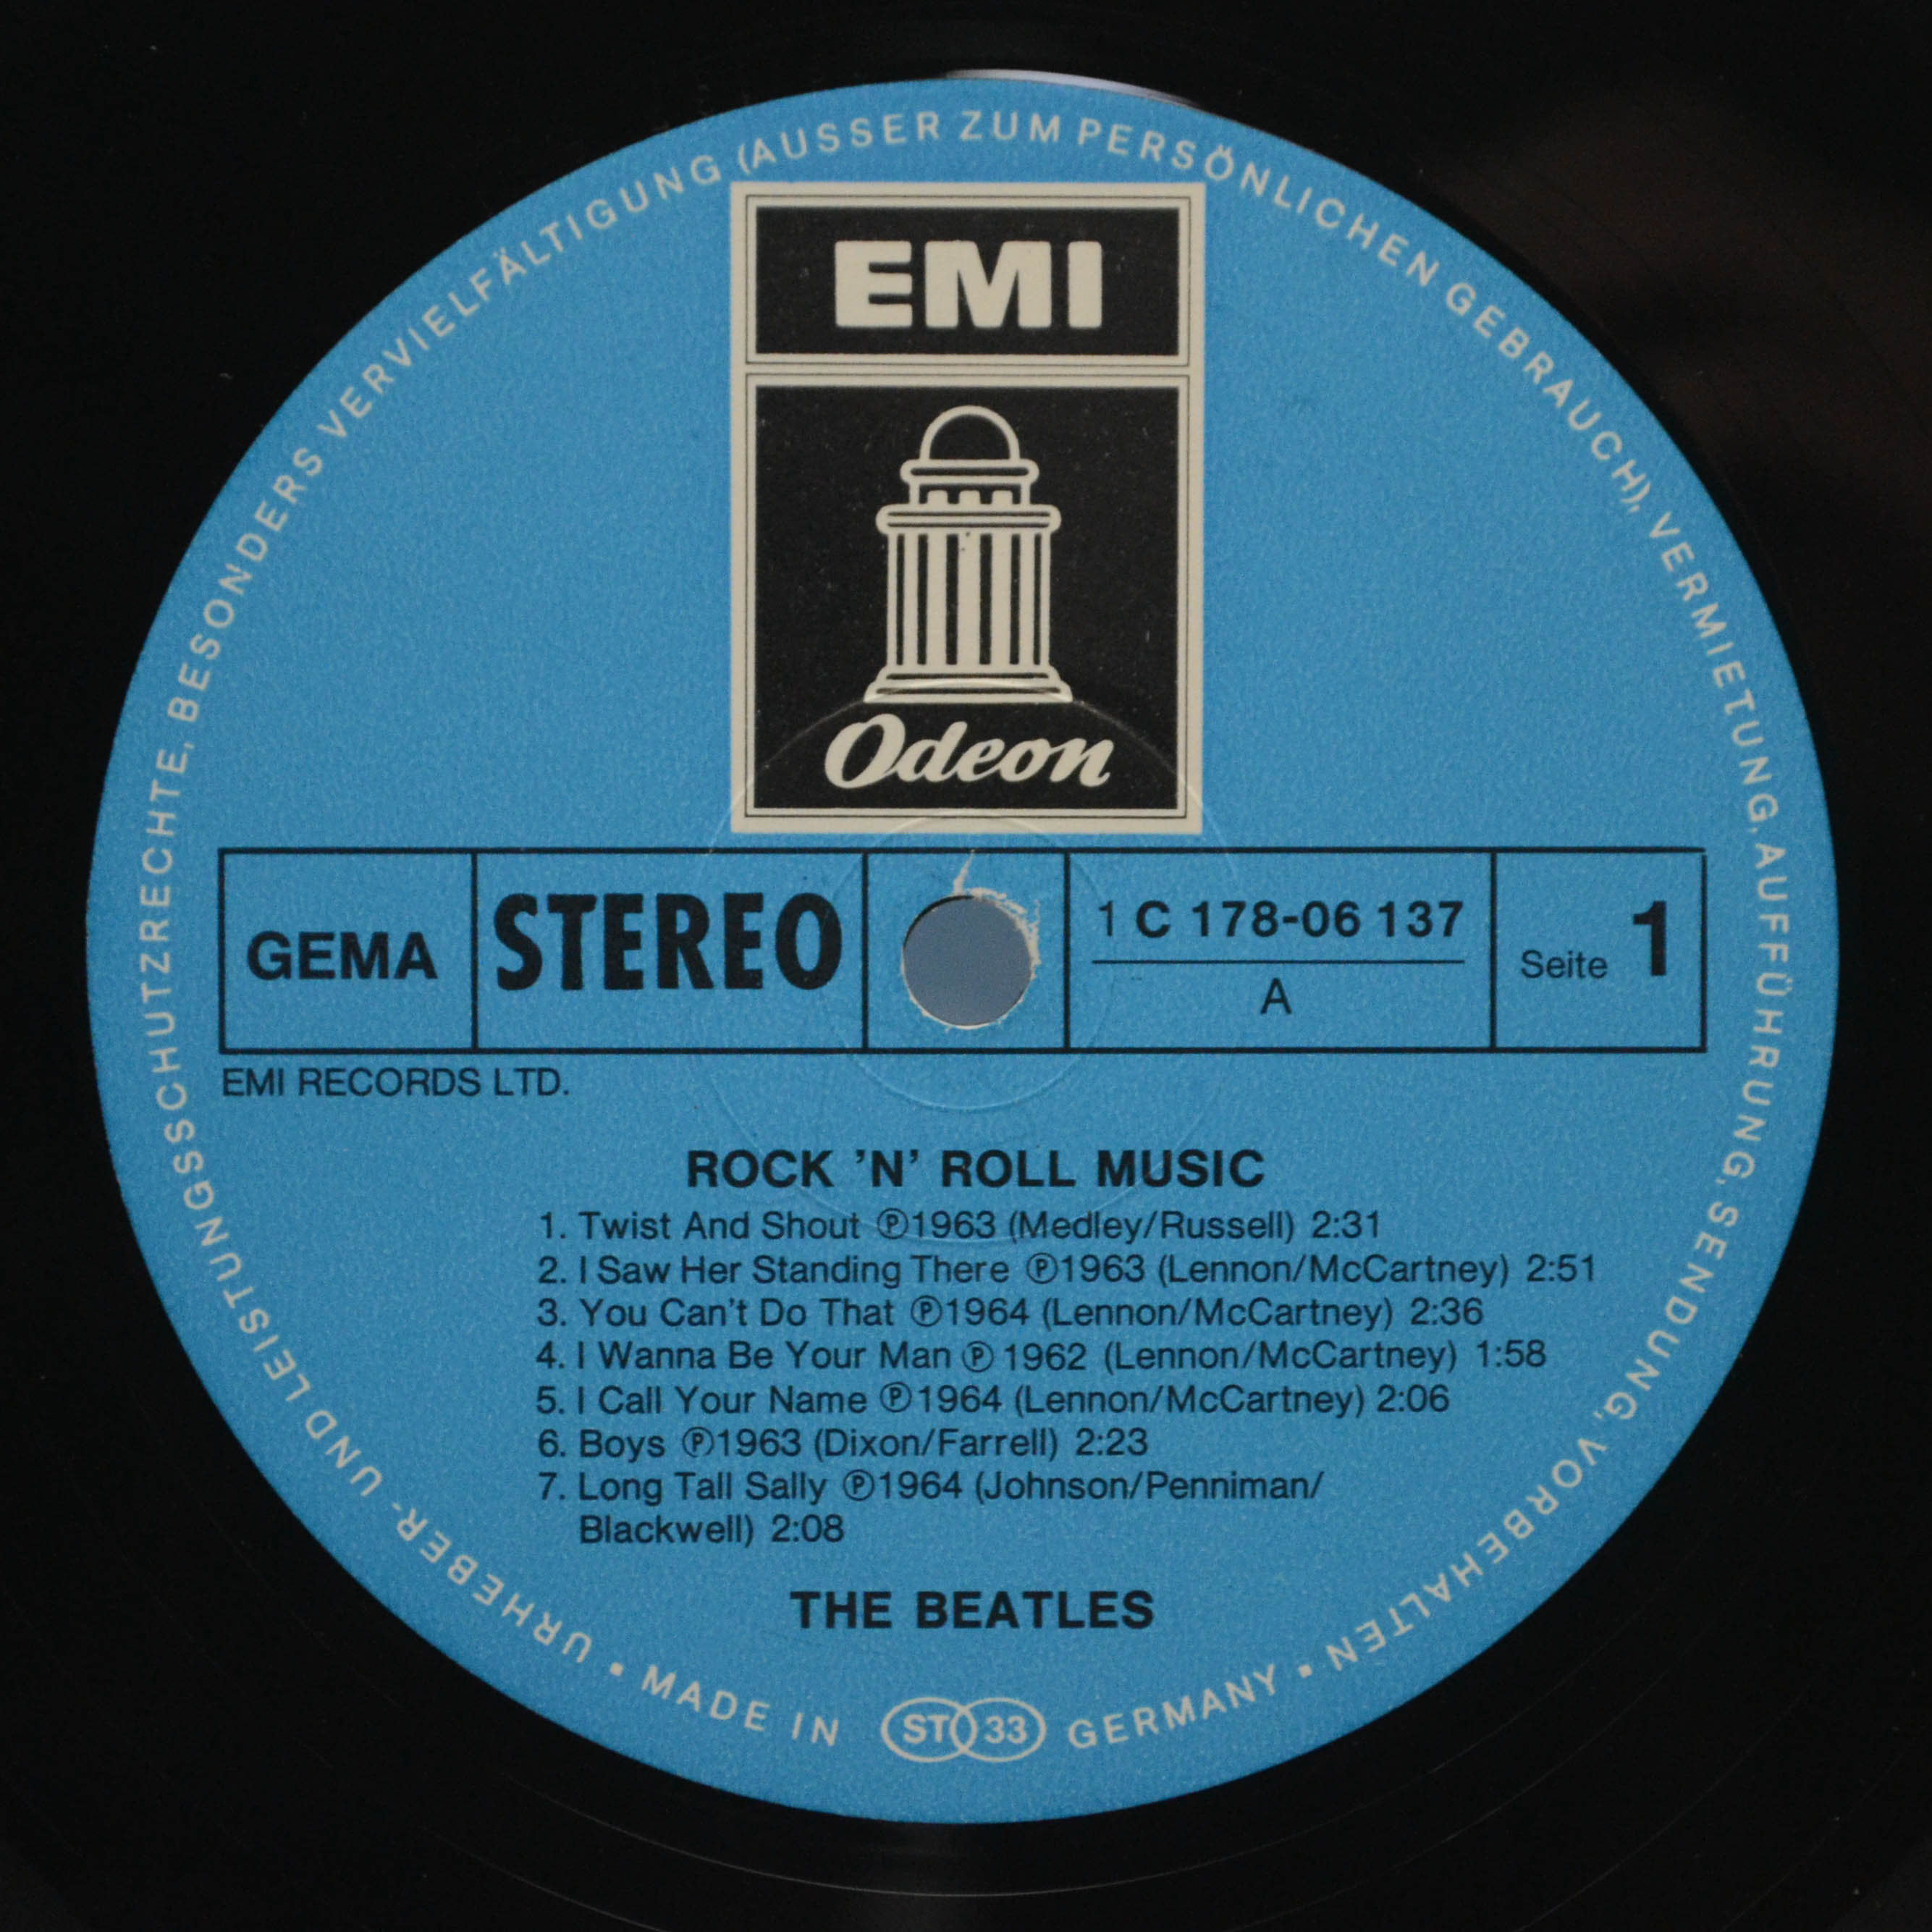 URHEBER- UND LEISTUNGSSCHUTZRECHTE, BESONDERS VERVIELFÄLTIGUNG (AUSSER ZUM PERSÖNLICHEN GEBRAUCH), VERMIETUNG, AUFFÜHRUNG, SENDUNG, VORBEHALTEN
EMI
Odeon
GEMA
STEREO
1 C 178-06 137
A
Seite 1
EMI RECORDS LTD.
ROCK 'N' ROLL MUSIC
1. Twist And Shout ℗1963 (Medley/Russell) 2:31
2. I Saw Her Standing There ℗1963 (Lennon/McCartney) 2:51
3. You Can't Do That ℗1964 (Lennon/McCartney) 2:36
4. I Wanna Be Your Man ℗ 1962 (Lennon/McCartney) 1:58
5. I Call Your Name ℗1964 (Lennon/McCartney) 2:06
6. Boys ℗1963 (Dixon/Farrell) 2:23
7. Long Tall Sally ℗1964 (Johnson/Penniman/
Blackwell) 2:08
THE BEATLES
• MADE IN ST 33 GERMANY •